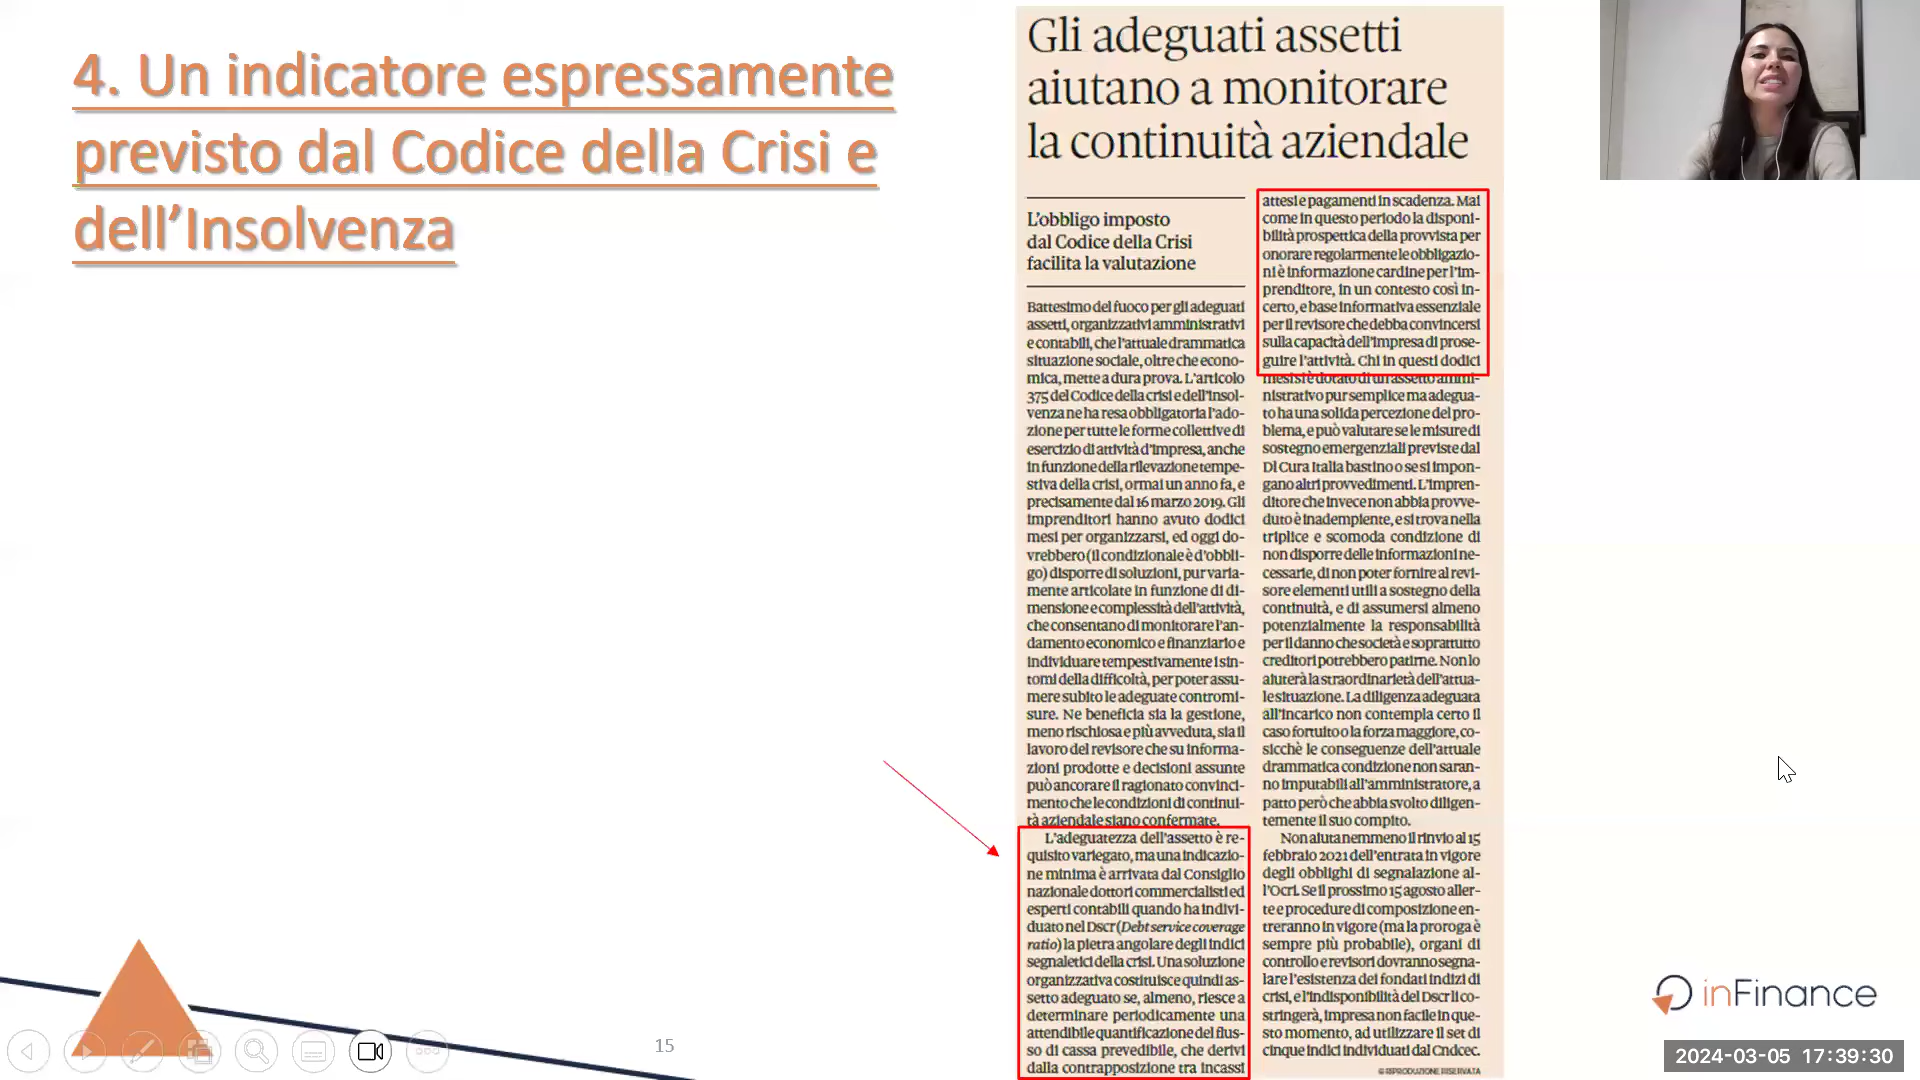 4. Un indicatore espressamente
previsto dal Codice della Crisi e
dell’Insolvenza
Gli adeguati assetti
aiutano a monitorare
la continuità aziendale
L’obbligo imposto
dal Codice della Crisi
facilita la valutazione
Battesimo del fuoco per gli adeguati
assetti, organizzativi amministrativi
e contabili, che l’attuale drammatica
situazione sociale, oltre che econo-
mica, mette a dura prova. L’articolo
375 del Codice della crisi e dell’insol-
venza ne ha resa obbligatoria l’ado-
zione per tutte le forme collettive di
esercizio di attività d’impresa, anche
in funzione della rilevazione tempe-
stiva della crisi, ormai un anno fa, e
precisamente dal 16 marzo 2019. Gli
imprenditori hanno avuto dodici
mesi per organizzarsi, ed oggi do-
vrebbero (il condizionale è d’obbli-
go) disporre di soluzioni, pur varia-
mente articolate in funzione di di-
mensione e complessità dell’attività,
che consentano di monitorare l’an-
damento economico e finanziario e
individuare tempestivamente i sin-
tomi della difficoltà, per poter assu-
mere subito le adeguate contromi-
sure. Ne beneficia sia la gestione,
meno rischiosa e più avveduta, sia il
lavoro del revisore che su informa-
zioni prodotte e decisioni assunte
può ancorare il ragionato convinci-
mento che le condizioni di continui-
tà aziendale siano confermate.
L’adeguatezza dell’assetto è re-
quisito variegato, ma una indicazio-
ne minima è arrivata dal Consiglio
nazionale dottori commercialisti ed
esperti contabili quando ha indivi-
duato nel Dscr (Debt service coverage
ratio) la pietra angolare degli indici
segnaletici della crisi. Una soluzione
organizzativa costituisce quindi as-
setto adeguato se, almeno, riesce a
determinare periodicamente una
attendibile quantificazione del flus-
so di cassa prevedibile, che derivi
dalla contrapposizione tra incassi
attesi e pagamenti in scadenza. Mai
come in questo periodo la disponi-
bilità prospettica della provvista per
onorare regolarmente le obbligazio-
ni è informazione cardine per l’im-
prenditore, in un contesto così in-
certo, e base informativa essenziale
per il revisore che debba convincersi
sulla capacità dell’impresa di prose-
guire l’attività. Chi in questi dodici
mesi si è dotato di un assetto ammi-
nistrativo pur semplice ma adegua-
to ha una solida percezione del pro-
blema, e può valutare se le misure di
sostegno emergenziali previste dal
Dl Cura Italia bastino o se si impon-
gano altri provvedimenti. L’impren-
ditore che invece non abbia provve-
duto è inadempiente, e si trova nella
triplice e scomoda condizione di
non disporre delle informazioni ne-
cessarie, di non poter fornire al revi-
sore elementi utili a sostegno della
continuità, e di assumersi almeno
potenzialmente la responsabilità
per il danno che società e soprattutto
creditori potrebbero patirne. Non lo
aiuterà la straordinarietà dell’attua-
le situazione. La diligenza adeguata
all’incarico non contempla certo il
caso fortuito o la forza maggiore, co-
sicchè le conseguenze dell’attuale
drammatica condizione non saran-
no imputabili all’amministratore, a
patto però che abbia svolto diligen-
temente il suo compito.
Non aiuta nemmeno il rinvio al 15
febbraio 2021 dell’entrata in vigore
degli obblighi di segnalazione al-
l’Ocri. Se il prossimo 15 agosto aller-
te e procedure di composizione en-
treranno in vigore (ma la proroga è
sempre più probabile), organi di
controllo e revisori dovranno segna-
lare l’esistenza dei fondati indizi di
crisi, e l’indisponibilità del Dscr li co-
stringerà, impresa non facile in que-
sto momento, ad utilizzare il set di
cinque indici individuati dal Cndcec.
© RIPRODUZIONE RISERVATA
inFinance
15
2024-03-05 17:39:30